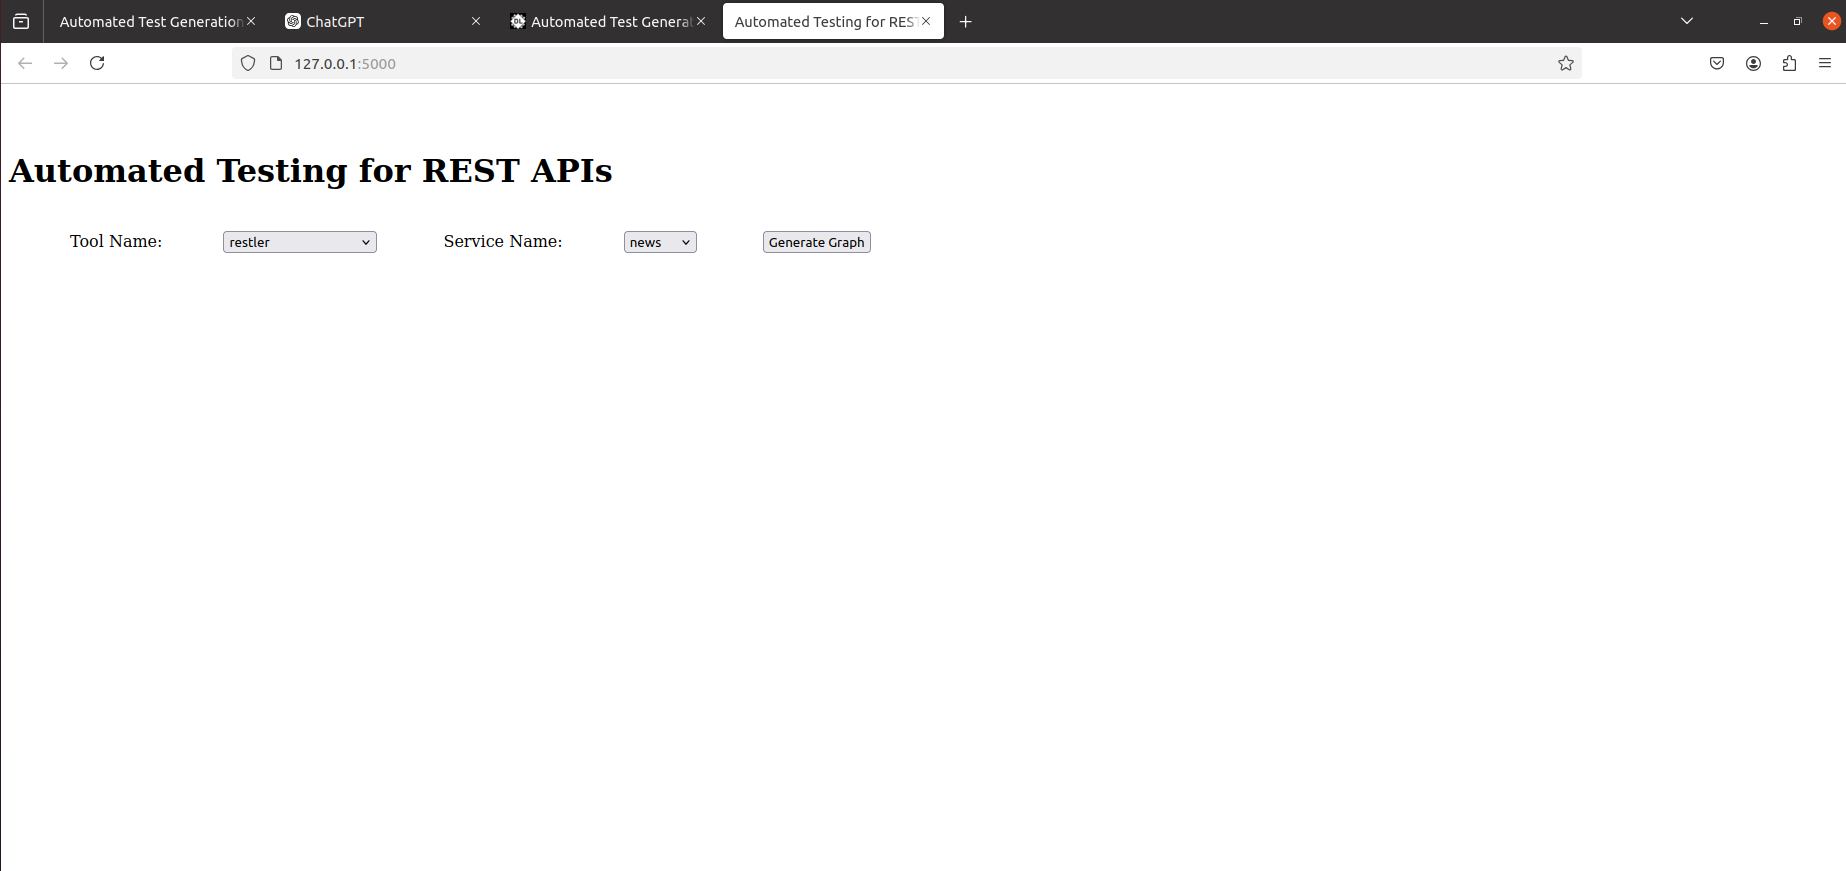 Automated Test Generation
ChatGPT
Automated Test Genera
Automated Testing for RES
127.0.0.1:5000
Automated Testing for REST APIs
Tool Name: restler Service Name: news Generate Graph